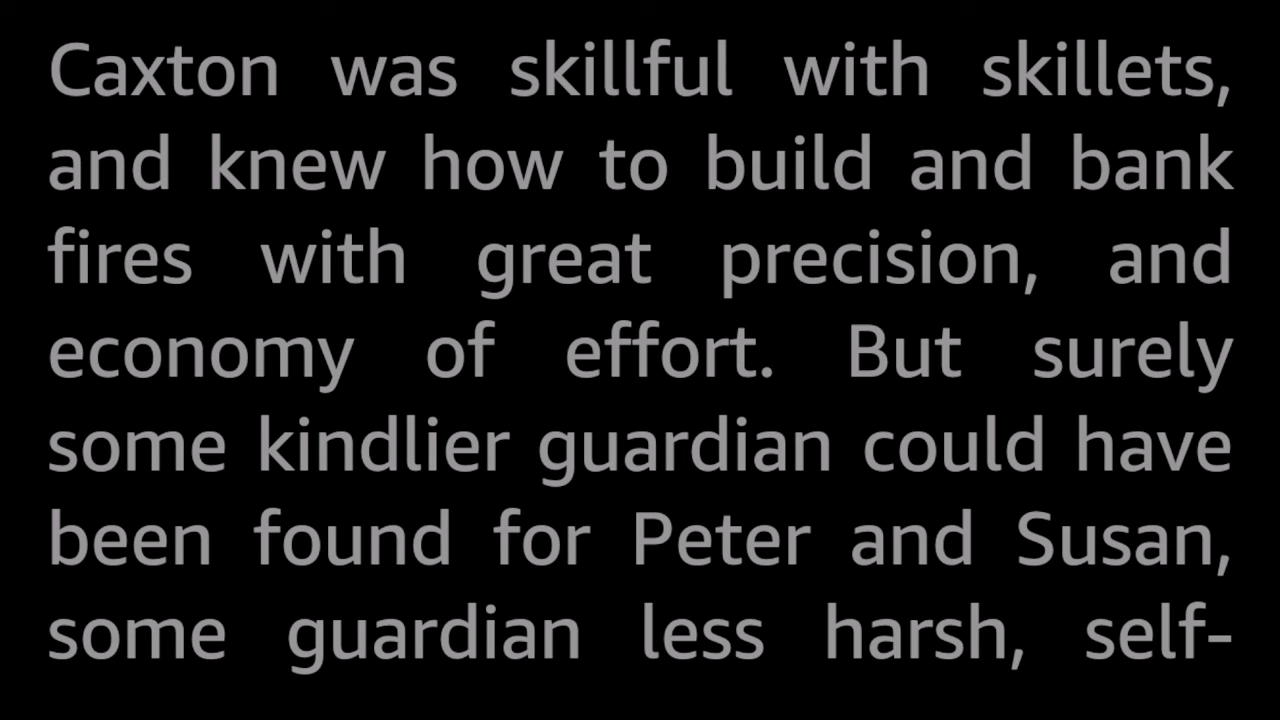 Caxton was skillful with skillets,
and knew how to build and bank
fires with great precision, and
economy of effort. But surely
some kindlier guardian could have
been found for Peter and Susan,
some guardian less harsh, self-